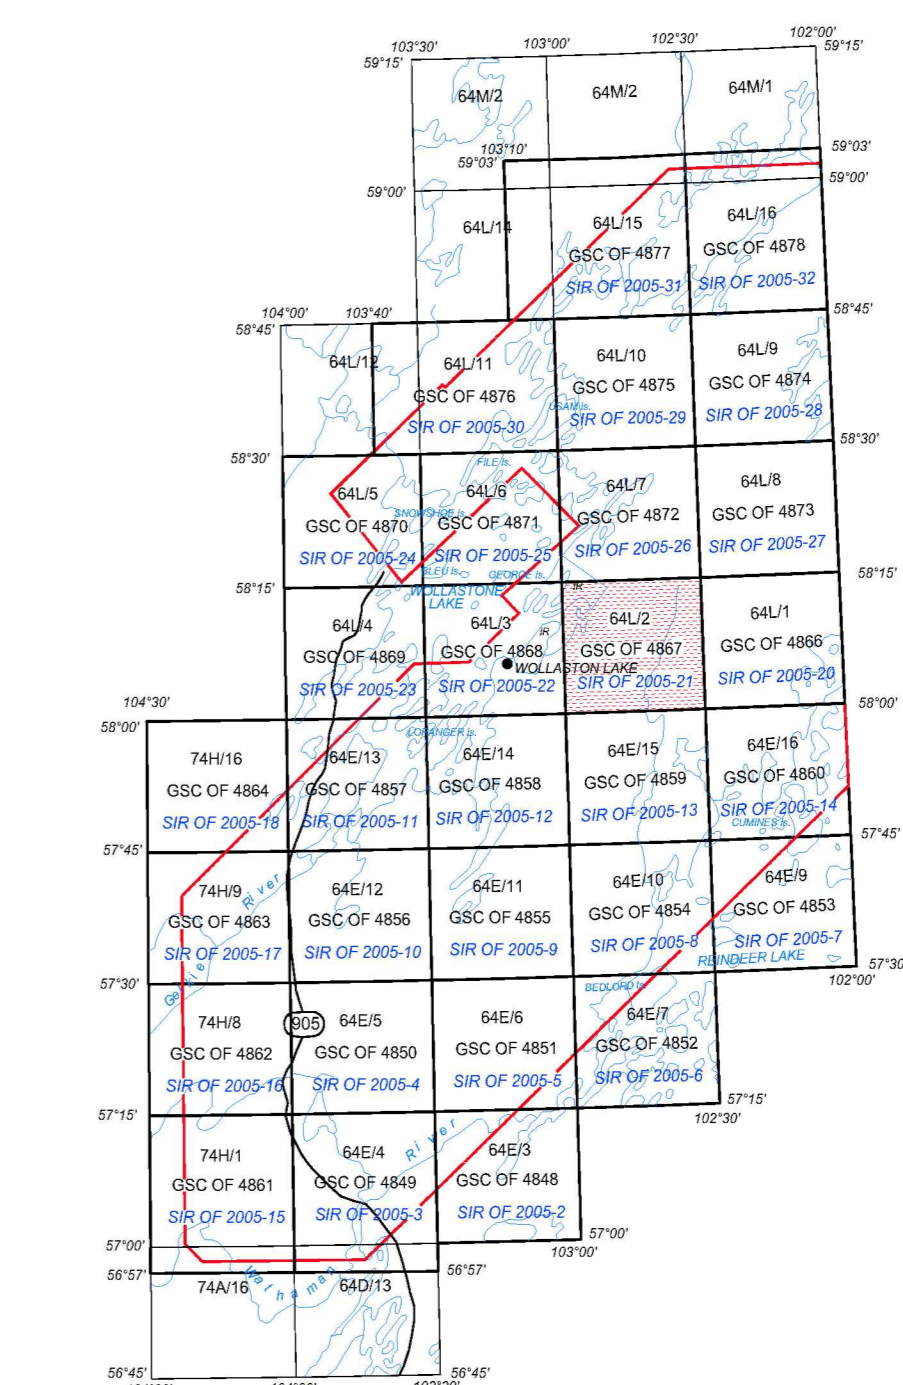 103°30'
103°00'
102°30'
102°00'
59°15'
59°15'
64M/2
64M/2
64M/1
103°10'
59°03'
59°03'
59°00'
59°00'
64L/14
64L/15
GSC OF 4877
SIR OF 2005-31
64L/16
GSC OF 4878
SIR OF 2005-32
104°00'
103°40'
58°45'
58°45'
64L/12
64L/11
GSC OF 4876
SIR OF 2005-30
64L/10
GSC OF 4875
USAM Is.
SIR OF 2005-29
64L/9
GSC OF 4874
SIR OF 2005-28
58°30'
58°30'
64L/5
GSC OF 4870
SIR OF 2005-24
FILE Is.
64L/6
SNOWSHOE Is.
GSC OF 4871
SIR OF 2005-25
BLEU Is.
GEORGE Is.
64L/7
GSC OF 4872
SIR OF 2005-26
64L/8
GSC OF 4873
SIR OF 2005-27
58°15'
58°15'
WOLLASTONE
LAKE
IR
64L/4
GSC OF 4869
SIR OF 2005-23
64L/3
IR
GSC OF 4868
WOLLASTON LAKE
SIR OF 2005-22
64L/2
GSC OF 4867
SIR OF 2005-21
64L/1
GSC OF 4866
SIR OF 2005-20
104°30'
58°00'
58°00'
74H/16
GSC OF 4864
SIR OF 2005-18
64E/13
GSC OF 4857
SIR OF 2005-11
LORANGER Is.
64E/14
GSC OF 4858
SIR OF 2005-12
64E/15
GSC OF 4859
SIR OF 2005-13
64E/16
GSC OF 4860
SIR OF 2005-14
CUMINES Is.
57°45'
57°45'
74H/9
River
GSC OF 4863
SIR OF 2005-17
Geikie
64E/12
GSC OF 4856
SIR OF 2005-10
64E/11
GSC OF 4855
SIR OF 2005-9
64E/10
GSC OF 4854
SIR OF 2005-8
64E/9
GSC OF 4853
SIR OF 2005-7
REINDEER LAKE
57°30'
57°30'
102°00'
74H/8
GSC OF 4862
SIR OF 2005-16
905
64E/5
GSC OF 4850
SIR OF 2005-4
64E/6
GSC OF 4851
SIR OF 2005-5
BEDLORD Is.
64E/7
GSC OF 4852
SIR OF 2005-6
57°15'
57°15'
102°30'
74H/1
GSC OF 4861
SIR OF 2005-15
64E/4
River
GSC OF 4849
SIR OF 2005-3
64E/3
GSC OF 4848
SIR OF 2005-2
57°00'
57°00'
103°00'
56°57'
56°57'
74A/16
Wathaman
64D/13
56°45'
56°45'